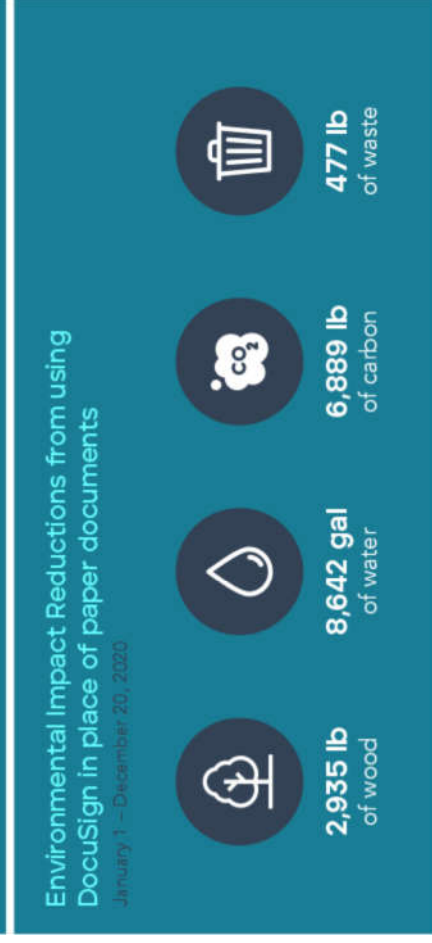 Environmental Impact Reductions from using
DocuSign in place of paper documents
January 1 – December 20, 2020
2,935 lb
of wood
8,642 gal
of water
CO2
6,889 lb
of carbon
477 lb
of waste